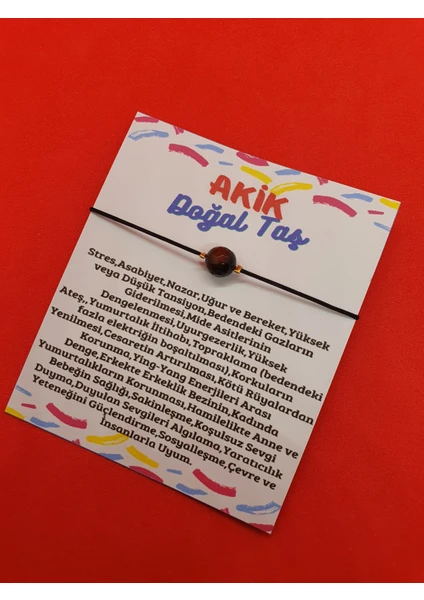 AKİK
Doğal Taş
Stres,Asabiyet,Nazar,Uğur ve Bereket,Yüksek
veya Düşük Tansiyon,Bedendeki Gazların
Giderilmesi,Mide Asitlerinin
Dengelenmesi,Uyurgezerlik,Yüksek
Ateş,,Yumurtalık İltihabı, Topraklama (bedendeki
fazla elektriğin boşaltılması),Korkuların
Yenilmesi,Cesaretin Artırılması,Kötü Rüyalardan
Korunma,Ying-Yang Enerjileri Arası
Denge,Erkekte Erkeklik Bezinin,Kadında
Yumurtalıkların Korunması,Hamilelikte Anne ve
Bebeğin Sağlığı,Sakinleşme,Koşulsuz Sevgi
Duyma,Duyulan Sevgileri Algılama,Yaratıcılık
Yeteneğini Güçlendirme,Sosyalleşme,Çevre ve
İnsanlarla Uyum.